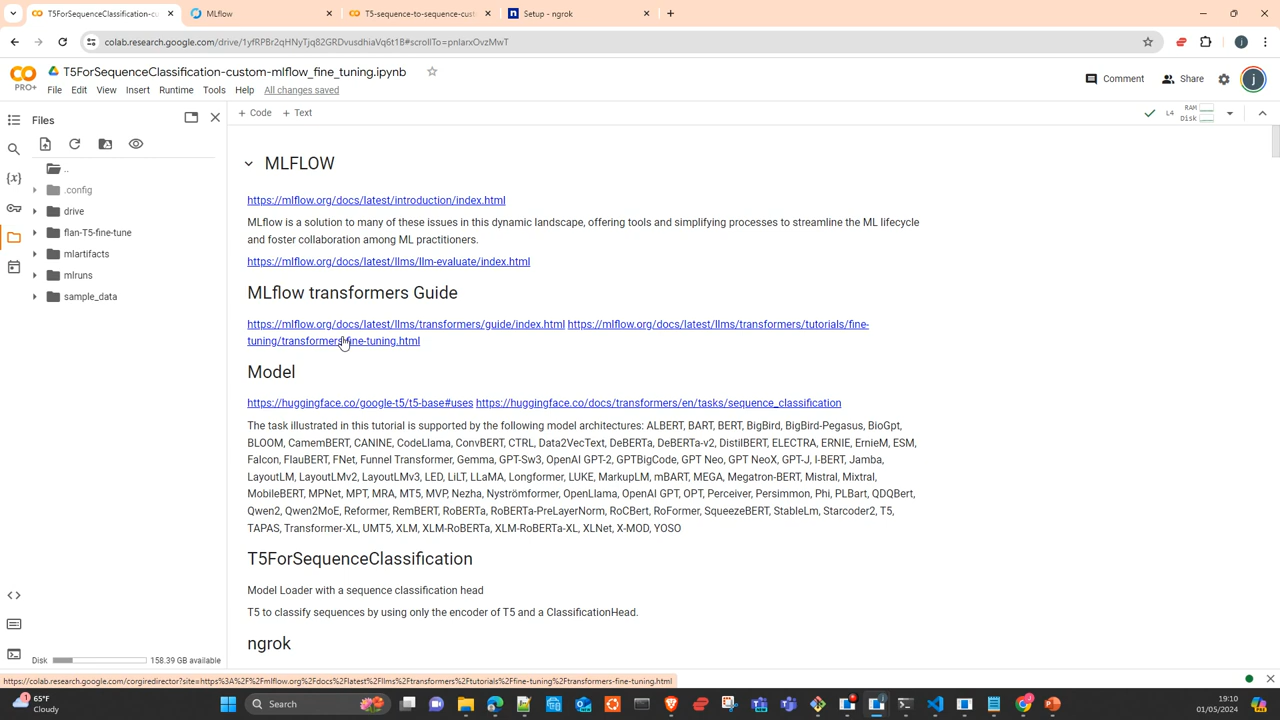 T5ForSequenceClassification-cu
MLflow
T5-sequence-to-sequence-cust
Setup - ngrok
colab.research.google.com/drive/1yfRPBr2qHNyTjq82GRDvusdhiaVq6t1B#scrollTo=pnIarxOvzMwT
T5ForSequenceClassification-custom-mlflow_fine_tuning.ipynb
PRO+
File Edit View Insert Runtime Tools Help All changes saved
Comment
Share
j
Files
+ Code + Text
RAM
Disk
L4
..
.config
drive
flan-T5-fine-tune
mlartifacts
mlruns
sample_data
Disk
158.39 GB available
MLFLOW
https://mlflow.org/docs/latest/introduction/index.html
MLflow is a solution to many of these issues in this dynamic landscape, offering tools and simplifying processes to streamline the ML lifecycle
and foster collaboration among ML practitioners.
https://mlflow.org/docs/latest/llms/llm-evaluate/index.html
MLflow transformers Guide
https://mlflow.org/docs/latest/llms/transformers/guide/index.html https://mlflow.org/docs/latest/llms/transformers/tutorials/fine-
tuning/transformers-fine-tuning.html
Model
https://huggingface.co/google-t5/t5-base#uses https://huggingface.co/docs/transformers/en/tasks/sequence_classification
The task illustrated in this tutorial is supported by the following model architectures: ALBERT, BART, BERT, BigBird, BigBird-Pegasus, BioGpt,
BLOOM, CamemBERT, CANINE, CodeLlama, ConvBERT, CTRL, Data2VecText, DeBERTa, DeBERTa-v2, DistilBERT, ELECTRA, ERNIE, ErnieM, ESM,
Falcon, FlauBERT, FNet, Funnel Transformer, Gemma, GPT-Sw3, OpenAI GPT-2, GPTBigCode, GPT Neo, GPT NeoX, GPT-J, I-BERT, Jamba,
LayoutLM, LayoutLMv2, LayoutLMv3, LED, LiLT, LLaMA, Longformer, LUKE, MarkupLM, mBART, MEGA, Megatron-BERT, Mistral, Mixtral,
MobileBERT, MPNet, MPT, MRA, MT5, MVP, Nezha, Nyströmformer, OpenLlama, OpenAI GPT, OPT, Perceiver, Persimmon, Phi, PLBart, QDQBert,
Qwen2, Qwen2MoE, Reformer, RemBERT, RoBERTa, RoBERTa-PreLayerNorm, RoCBert, RoFormer, SqueezeBERT, StableLm, Starcoder2, T5,
TAPAS, Transformer-XL, UMT5, XLM, XLM-RoBERTa, XLM-RoBERTa-XL, XLNet, X-MOD, YOSO
T5ForSequenceClassification
Model Loader with a sequence classification head
T5 to classify sequences by using only the encoder of T5 and a ClassificationHead.
ngrok
https://colab.research.google.com/corgiredirector?site=https%3A%2F%2Fmlflow.org%2Fdocs%2Flatest%2Fllms%2Ftransformers%2Ftutorials%2Ffine-tuning%2Ftransformers-fine-tuning.html
65°F
Cloudy
Search
19:10
01/05/2024